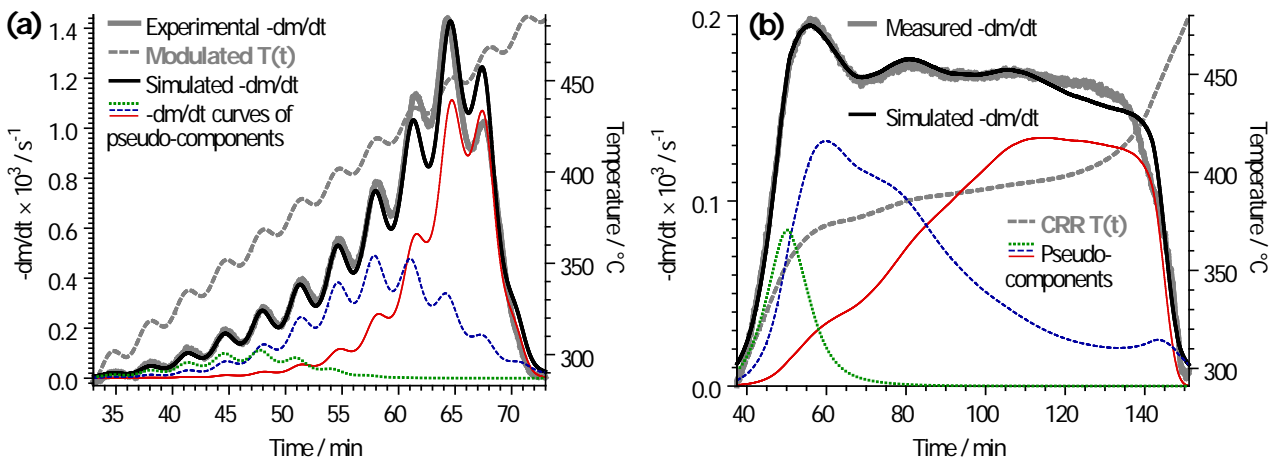 (a)
Experimental -dm/dt
Modulated T(t)
Simulated -dm/dt
-dm/dt curves of
pseudo-components
-dm/dt × 10³ / s⁻¹
1.4
1.2
1.0
0.8
0.6
0.4
0.2
0.0
35 40 45 50 55 60 65 70
Time / min
450
400
350
300
Temperature / °C
(b)
Measured -dm/dt
Simulated -dm/dt
CRR T(t)
Pseudo-
components
-dm/dt × 10³ / s⁻¹
0.2
0.1
0.0
40 60 80 100 120 140
Time / min
450
400
350
300
Temperature / °C